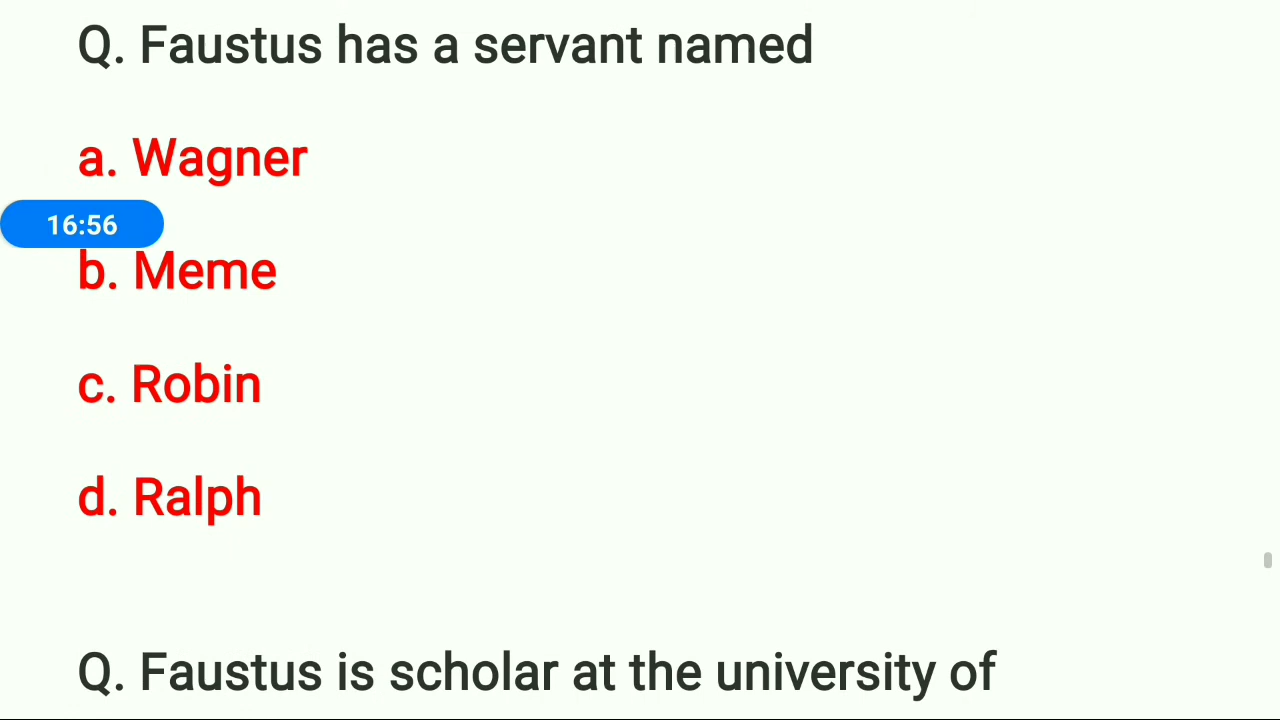 Q. Faustus has a servant named
a. Wagner
16:56
b. Meme
c. Robin
d. Ralph
Q. Faustus is scholar at the university of